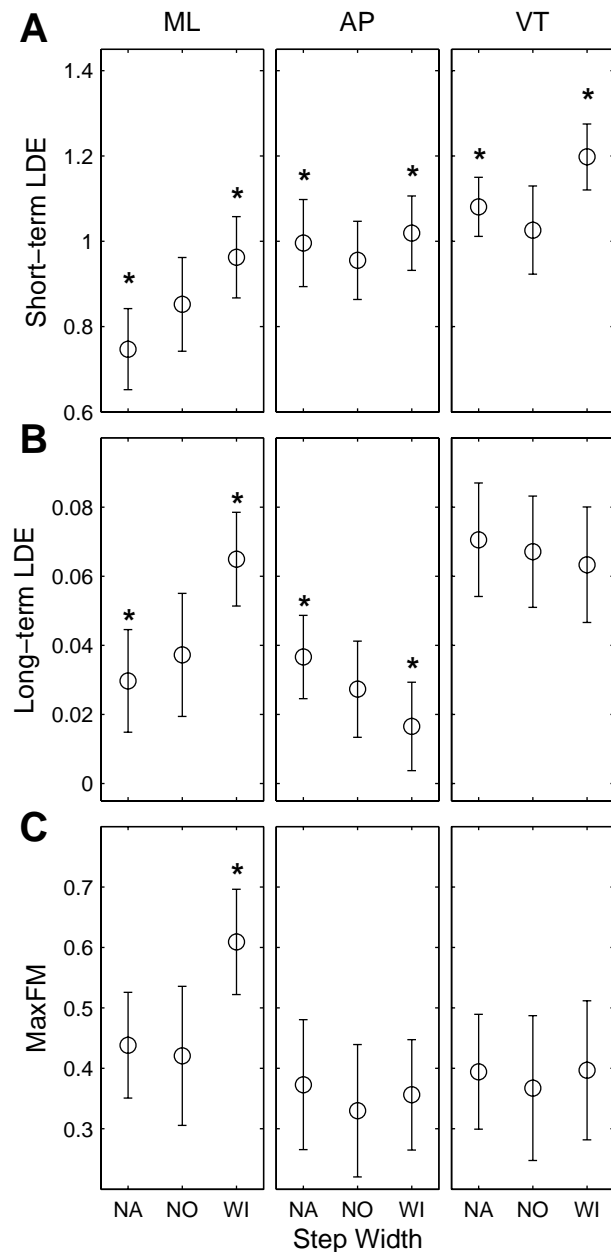 A
ML AP VT
1.4
*
*
1.2
*
*
*
Short-term LDE
1
*
0.8
0.6
B
*
0.08
*
Long-term LDE
0.06
*
*
0.04
0.02
0
C
*
0.7
0.6
MaxFM
0.5
0.4
0.3
NA NO WI NA NO WI NA NO WI
Step Width